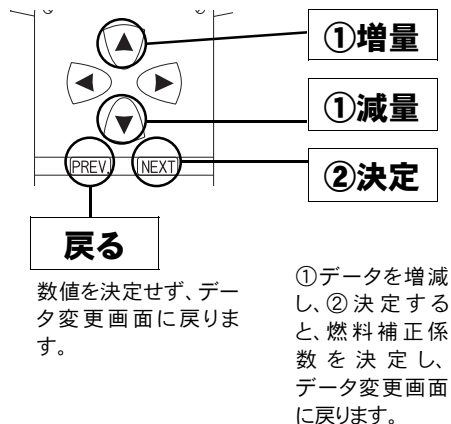 ①増量
①減量
PREV.
NEXT
②決定
戻る
数値を決定せず、デー
タ変更画面に戻りま
す。
①データを増減
し、②決定する
と、燃料補正係
数を決定し、
データ変更画面
に戻ります。